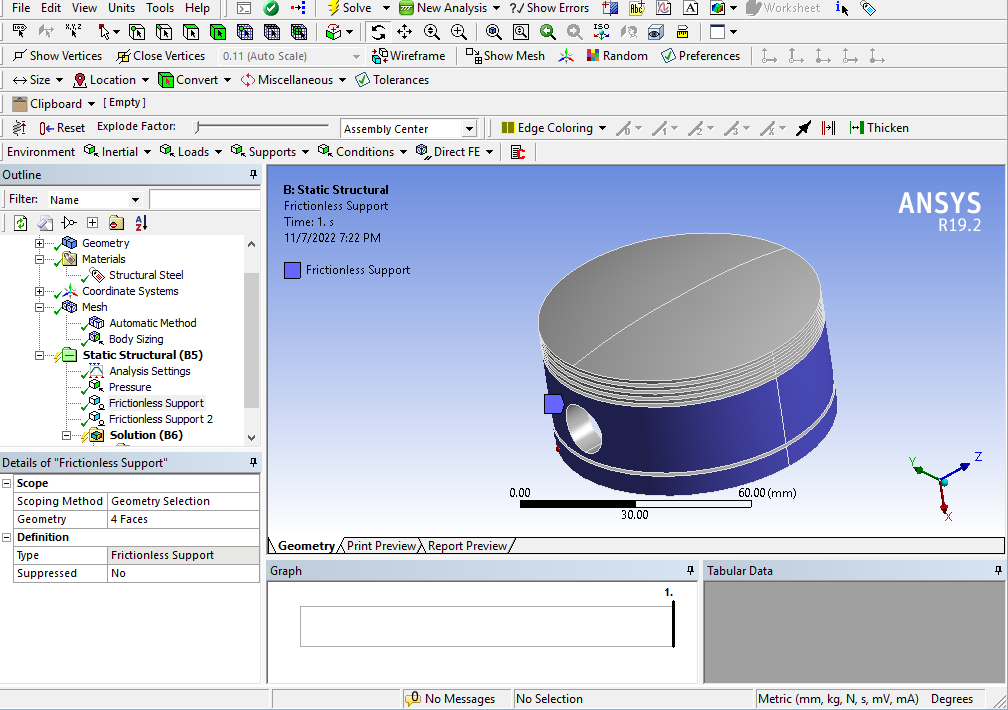 File Edit View Units Tools Help Solve New Analysis Show Errors Worksheet
Show Vertices Close Vertices 0.11 (Auto Scale) Wireframe Show Mesh Random Preferences
Size Location Convert Miscellaneous Tolerances
Clipboard [ Empty ]
Reset Explode Factor: Assembly Center Edge Coloring Thicken
Environment Inertial Loads Supports Conditions Direct FE
Outline
Filter: Name
Geometry
Materials
Structural Steel
Coordinate Systems
Mesh
Automatic Method
Body Sizing
Static Structural (B5)
Analysis Settings
Pressure
Frictionless Support
Frictionless Support 2
Solution (B6)
Details of "Frictionless Support"
Scope
Scoping Method Geometry Selection
Geometry 4 Faces
Definition
Type Frictionless Support
Suppressed No
B: Static Structural
Frictionless Support
Time: 1. s
11/7/2022 7:22 PM
Frictionless Support
ANSYS
R19.2
0.00 60.00 (mm)
30.00
Y Z
X
Geometry Print Preview Report Preview
Graph
1.
Tabular Data
0 No Messages No Selection Metric (mm, kg, N, s, mV, mA) Degrees